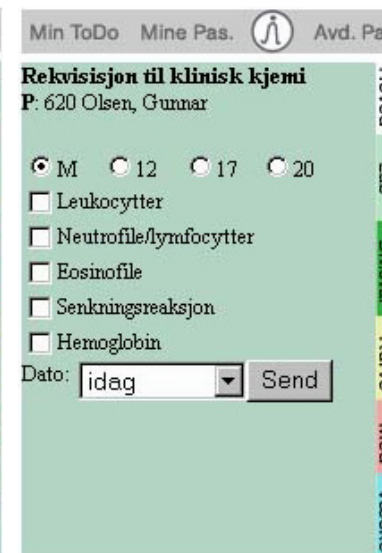 Min ToDo Mine Pas. Avd. Pa
Rekvisisjon til klinisk kjemi
P: 620 Olsen, Gunnar
M 12 17 20
Leukocytter
Neutrofile/lymfocytter
Eosinofile
Senkningsreaksjon
Hemoglobin
Dato: idag Send